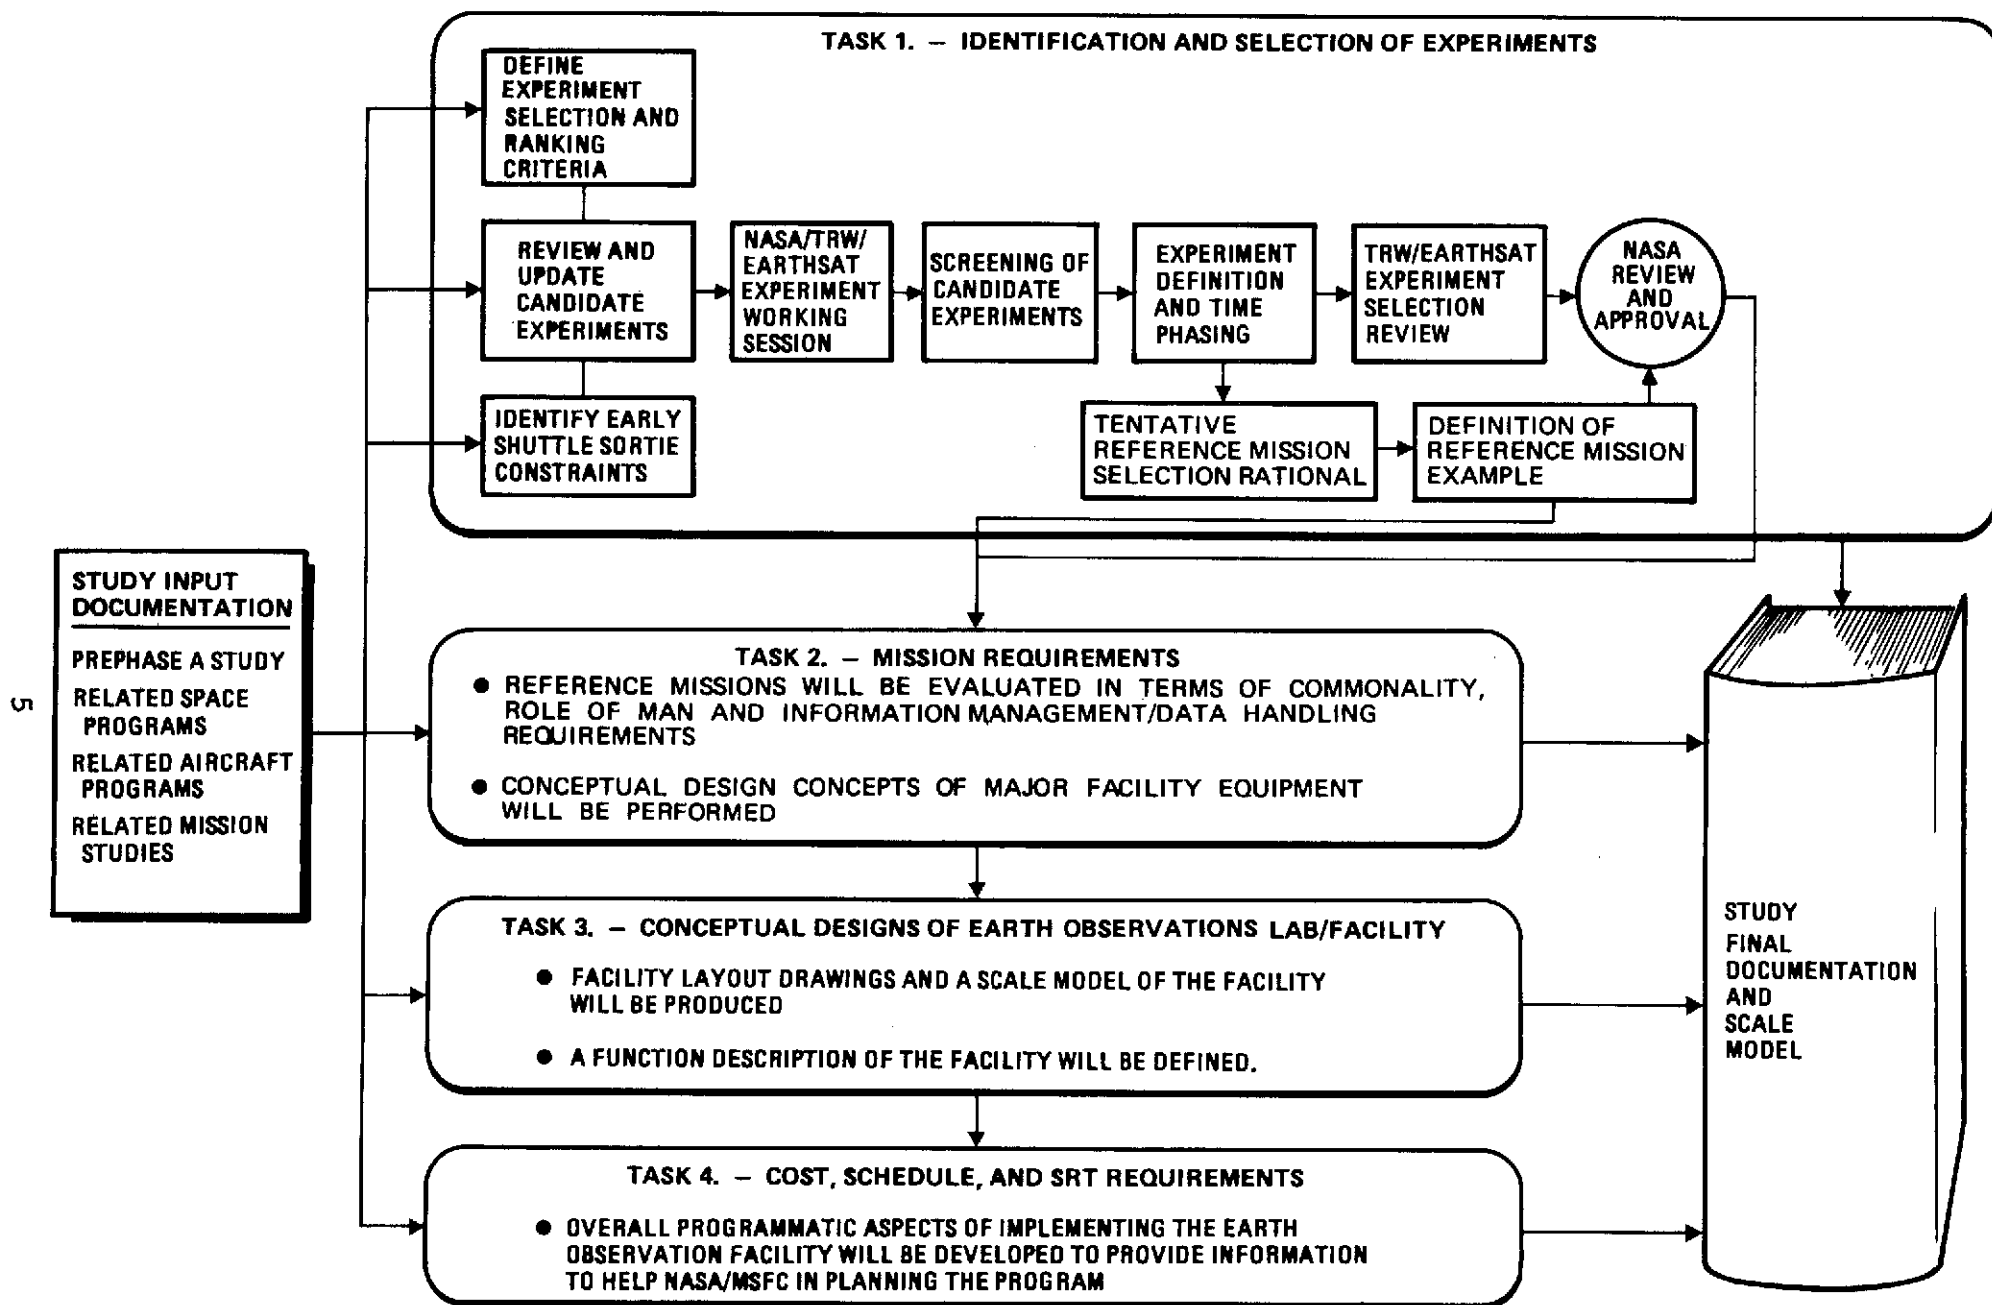 TASK 1. – IDENTIFICATION AND SELECTION OF EXPERIMENTS
DEFINE
EXPERIMENT
SELECTION AND
RANKING
CRITERIA
REVIEW AND
UPDATE
CANDIDATE
EXPERIMENTS
NASA/TRW/
EARTHSAT
EXPERIMENT
WORKING
SESSION
SCREENING OF
CANDIDATE
EXPERIMENTS
EXPERIMENT
DEFINITION
AND TIME
PHASING
TRW/EARTHSAT
EXPERIMENT
SELECTION
REVIEW
NASA
REVIEW
AND
APPROVAL
IDENTIFY EARLY
SHUTTLE SORTIE
CONSTRAINTS
TENTATIVE
REFERENCE MISSION
SELECTION RATIONAL
DEFINITION OF
REFERENCE MISSION
EXAMPLE
STUDY INPUT
DOCUMENTATION
PREPHASE A STUDY
RELATED SPACE
PROGRAMS
RELATED AIRCRAFT
PROGRAMS
RELATED MISSION
STUDIES
TASK 2. – MISSION REQUIREMENTS
● REFERENCE MISSIONS WILL BE EVALUATED IN TERMS OF COMMONALITY,
ROLE OF MAN AND INFORMATION MANAGEMENT/DATA HANDLING
REQUIREMENTS
● CONCEPTUAL DESIGN CONCEPTS OF MAJOR FACILITY EQUIPMENT
WILL BE PERFORMED
TASK 3. – CONCEPTUAL DESIGNS OF EARTH OBSERVATIONS LAB/FACILITY
● FACILITY LAYOUT DRAWINGS AND A SCALE MODEL OF THE FACILITY
WILL BE PRODUCED
● A FUNCTION DESCRIPTION OF THE FACILITY WILL BE DEFINED.
TASK 4. – COST, SCHEDULE, AND SRT REQUIREMENTS
● OVERALL PROGRAMMATIC ASPECTS OF IMPLEMENTING THE EARTH
OBSERVATION FACILITY WILL BE DEVELOPED TO PROVIDE INFORMATION
TO HELP NASA/MSFC IN PLANNING THE PROGRAM
STUDY
FINAL
DOCUMENTATION
AND
SCALE
MODEL
5